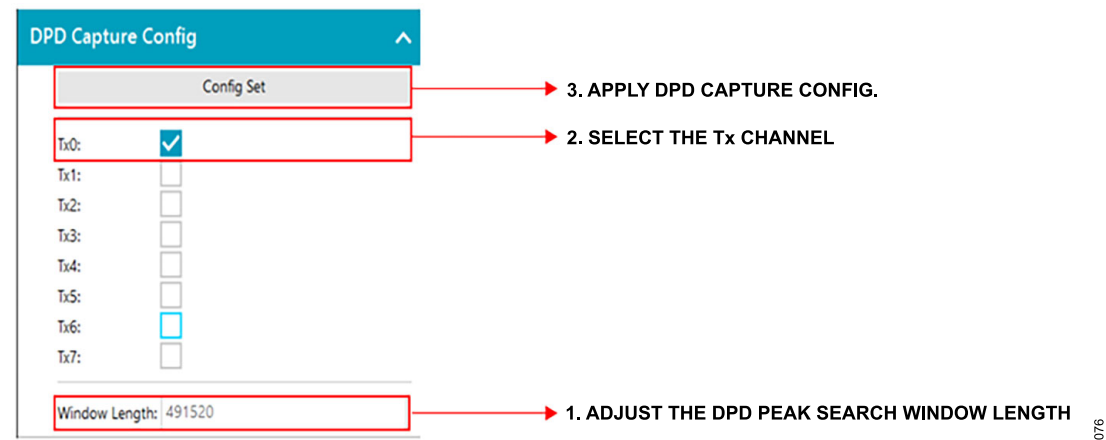 DPD Capture Config
Config Set
3. APPLY DPD CAPTURE CONFIG.
Tx0:
2. SELECT THE Tx CHANNEL
Tx1:
Tx2:
Tx3:
Tx4:
Tx5:
Tx6:
Tx7:
Window Length: 491520
1. ADJUST THE DPD PEAK SEARCH WINDOW LENGTH
076